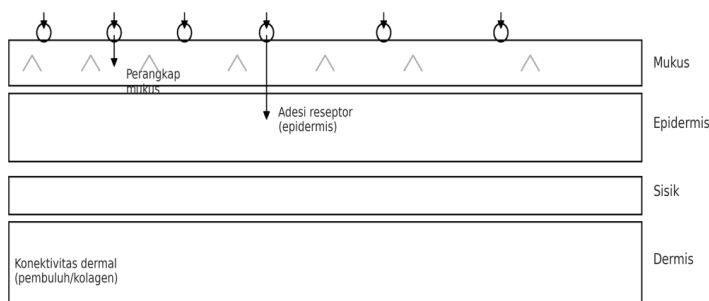 Mukus
Perangkap
mukus
Adesi reseptor
(epidermis)
Epidermis
Sisik
Dermis
Konektivitas dermal
(pembuluh/kolagen)